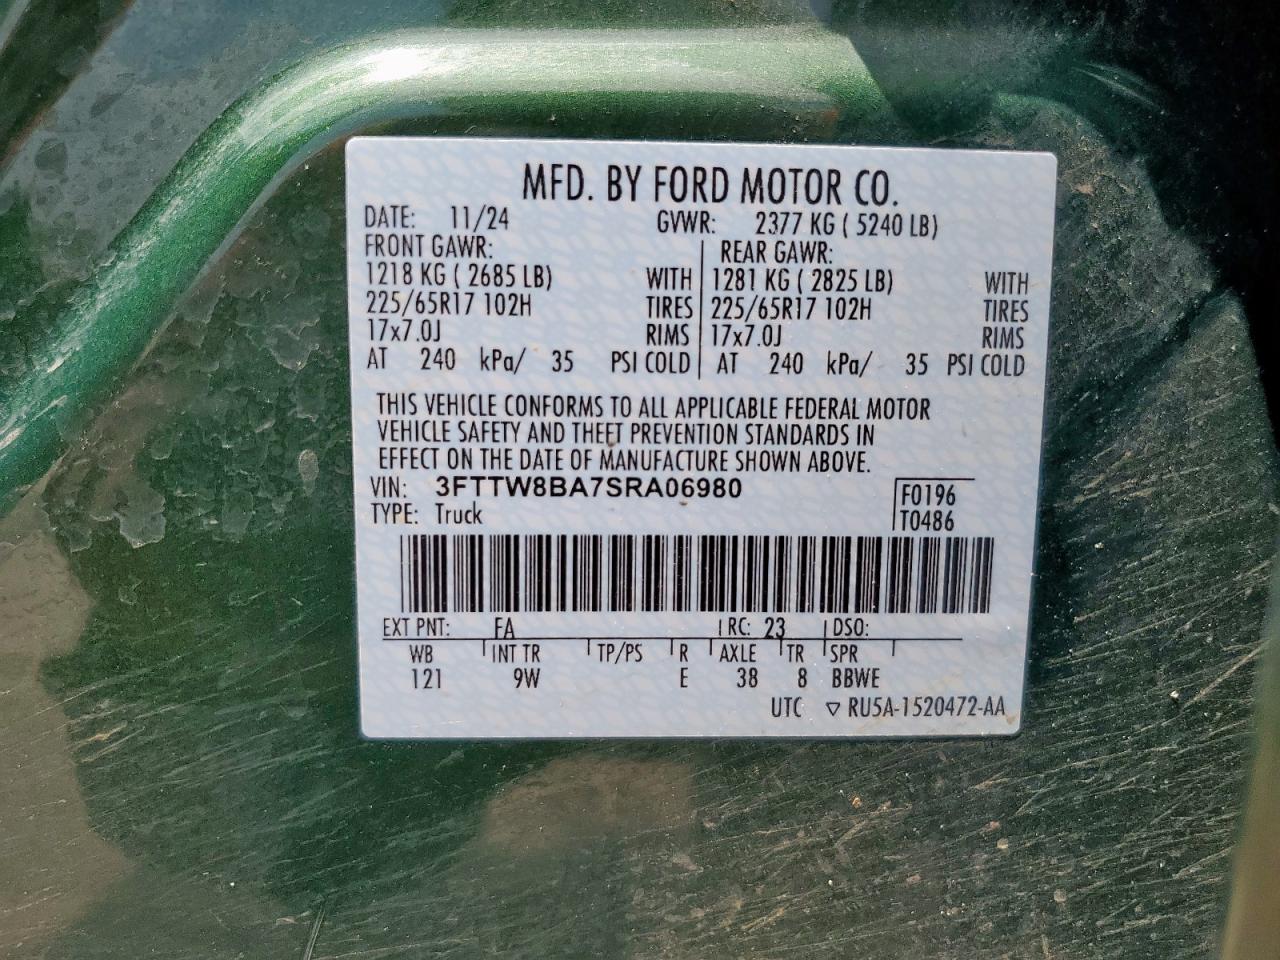 MFD. BY FORD MOTOR CO.
DATE: 11/24 GVWR: 2377 KG ( 5240 LB)
FRONT GAWR: REAR GAWR:
1218 KG ( 2685 LB) WITH 1281 KG ( 2825 LB) WITH
225/65R17 102H TIRES 225/65R17 102H TIRES
17x7.0J RIMS 17x7.0J RIMS
AT 240 kPa/ 35 PSI COLD AT 240 kPa/ 35 PSI COLD
THIS VEHICLE CONFORMS TO ALL APPLICABLE FEDERAL MOTOR
VEHICLE SAFETY AND THEFT PREVENTION STANDARDS IN
EFFECT ON THE DATE OF MANUFACTURE SHOWN ABOVE.
VIN: 3FTTW8BA7SRA06980 F0196
TYPE: Truck T0486
EXT PNT: FA RC: 23 DSO:
WB INT TR TP/PS R AXLE TR SPR
121 9W E 38 8 BBWE
UTC ▽ RU5A-1520472-AA